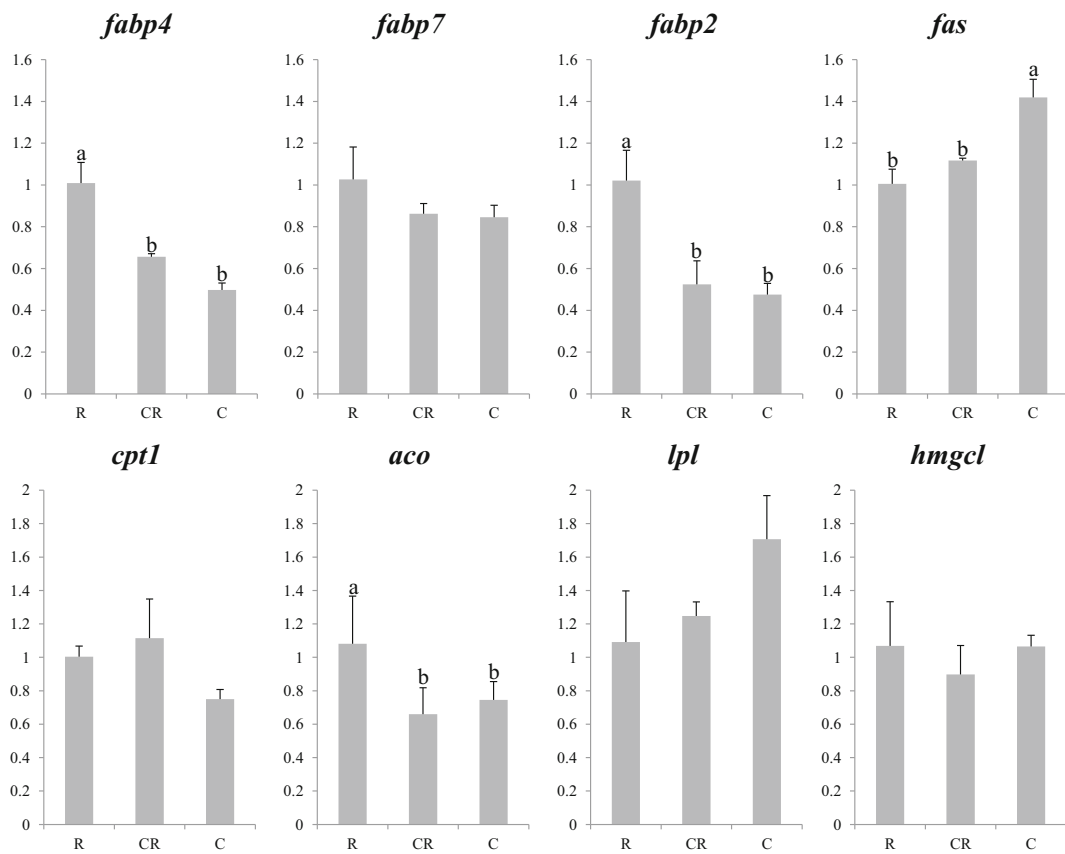 fabp4 fabp7 fabp2 fas
1.6 1.6 1.6 1.6
a
1.4 1.4 1.4 1.4
a
1.2 1.2 1.2 1.2
a b b
1 1 1 1
0.8 0.8 0.8 0.8
b b
0.6 0.6 0.6 0.6
b b
0.4 0.4 0.4 0.4
0.2 0.2 0.2 0.2
0 0 0 0
R CR C R CR C R CR C R CR C
cpt1 aco lpl hmgcl
2 2 2 2
1.8 1.8 1.8 1.8
1.6 1.6 1.6 1.6
1.4 1.4 a 1.4 1.4
1.2 1.2 1.2 1.2
1 1 1 1
b b
0.8 0.8 0.8 0.8
0.6 0.6 0.6 0.6
0.4 0.4 0.4 0.4
0.2 0.2 0.2 0.2
0 0 0 0
R CR C R CR C R CR C R CR C